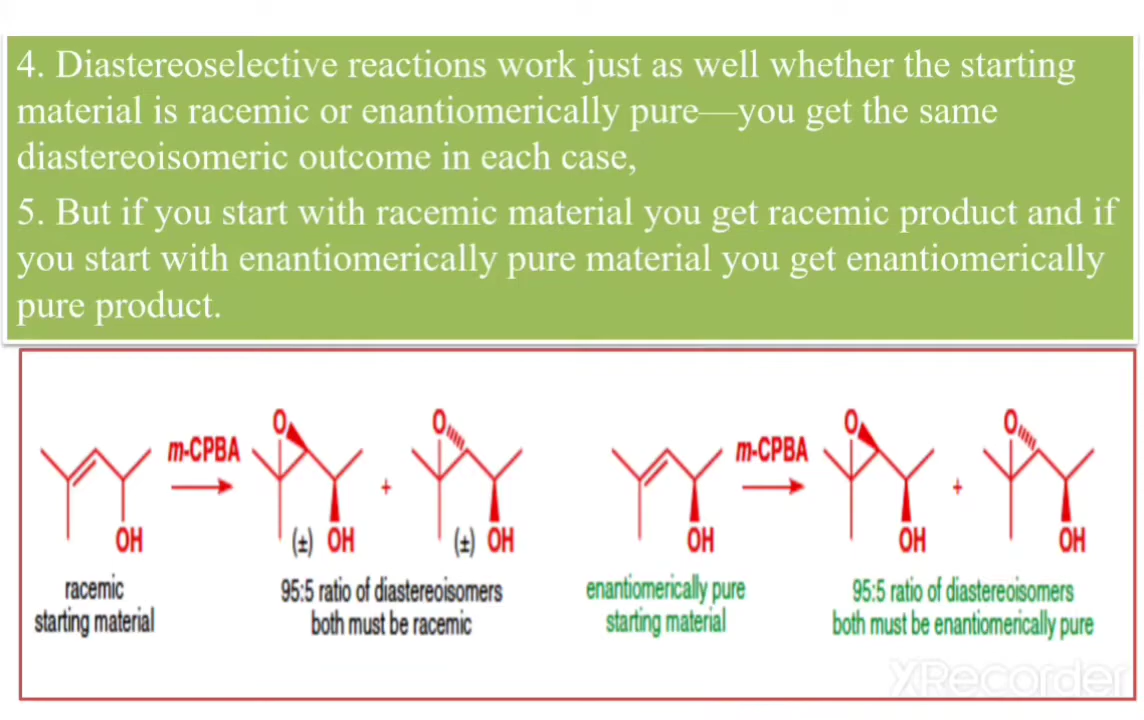 4. Diastereoselective reactions work just as well whether the starting
material is racemic or enantiomerically pure—you get the same
diastereoisomeric outcome in each case,
5. But if you start with racemic material you get racemic product and if
you start with enantiomerically pure material you get enantiomerically
pure product.
OH
m-CPBA
O
(±) OH
+
O
(±) OH
OH
m-CPBA
O
OH
+
O
OH
racemic
starting material
95:5 ratio of diastereoisomers
both must be racemic
enantiomerically pure
starting material
95:5 ratio of diastereoisomers
both must be enantiomerically pure
XRecorder